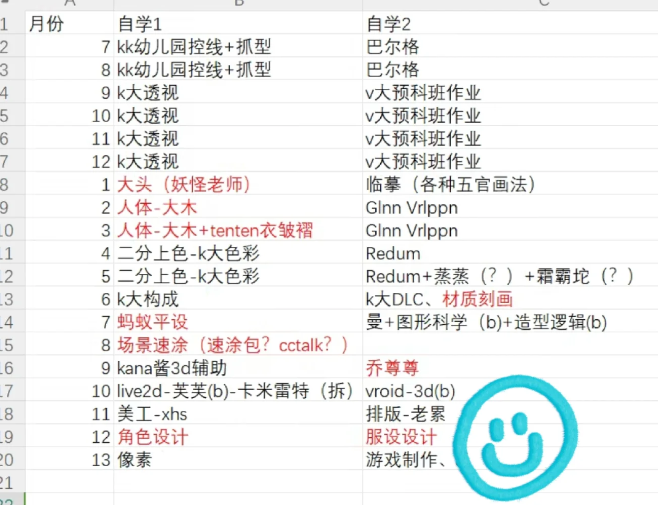 A B C
1 月份 自学1 自学2
2 7 kk幼儿园控线+抓型 巴尔格
3 8 kk幼儿园控线+抓型 巴尔格
4 9 k大透视 v大预科班作业
5 10 k大透视 v大预科班作业
6 11 k大透视 v大预科班作业
7 12 k大透视 v大预科班作业
8 1 大头（妖怪老师） 临摹（各种五官画法）
9 2 人体-大木 Glnn Vrlppn
10 3 人体-大木+tenten衣皱褶 Glnn Vrlppn
11 4 二分上色-k大色彩 Redum
12 5 二分上色-k大色彩 Redum+蒸蒸（？）+霜霸坨（？）
13 6 k大构成 k大DLC、材质刻画
14 7 蚂蚁平设 曼+图形科学（b)+造型逻辑(b)
15 8 场景速涂（速涂包？cctalk？）
16 9 kana酱3d辅助 乔尊尊
17 10 live2d-芙芙(b)-卡米雷特（拆） vroid-3d(b)
18 11 美工-xhs 排版-老累
19 12 角色设计 服设设计
20 13 像素 游戏制作、
21
22